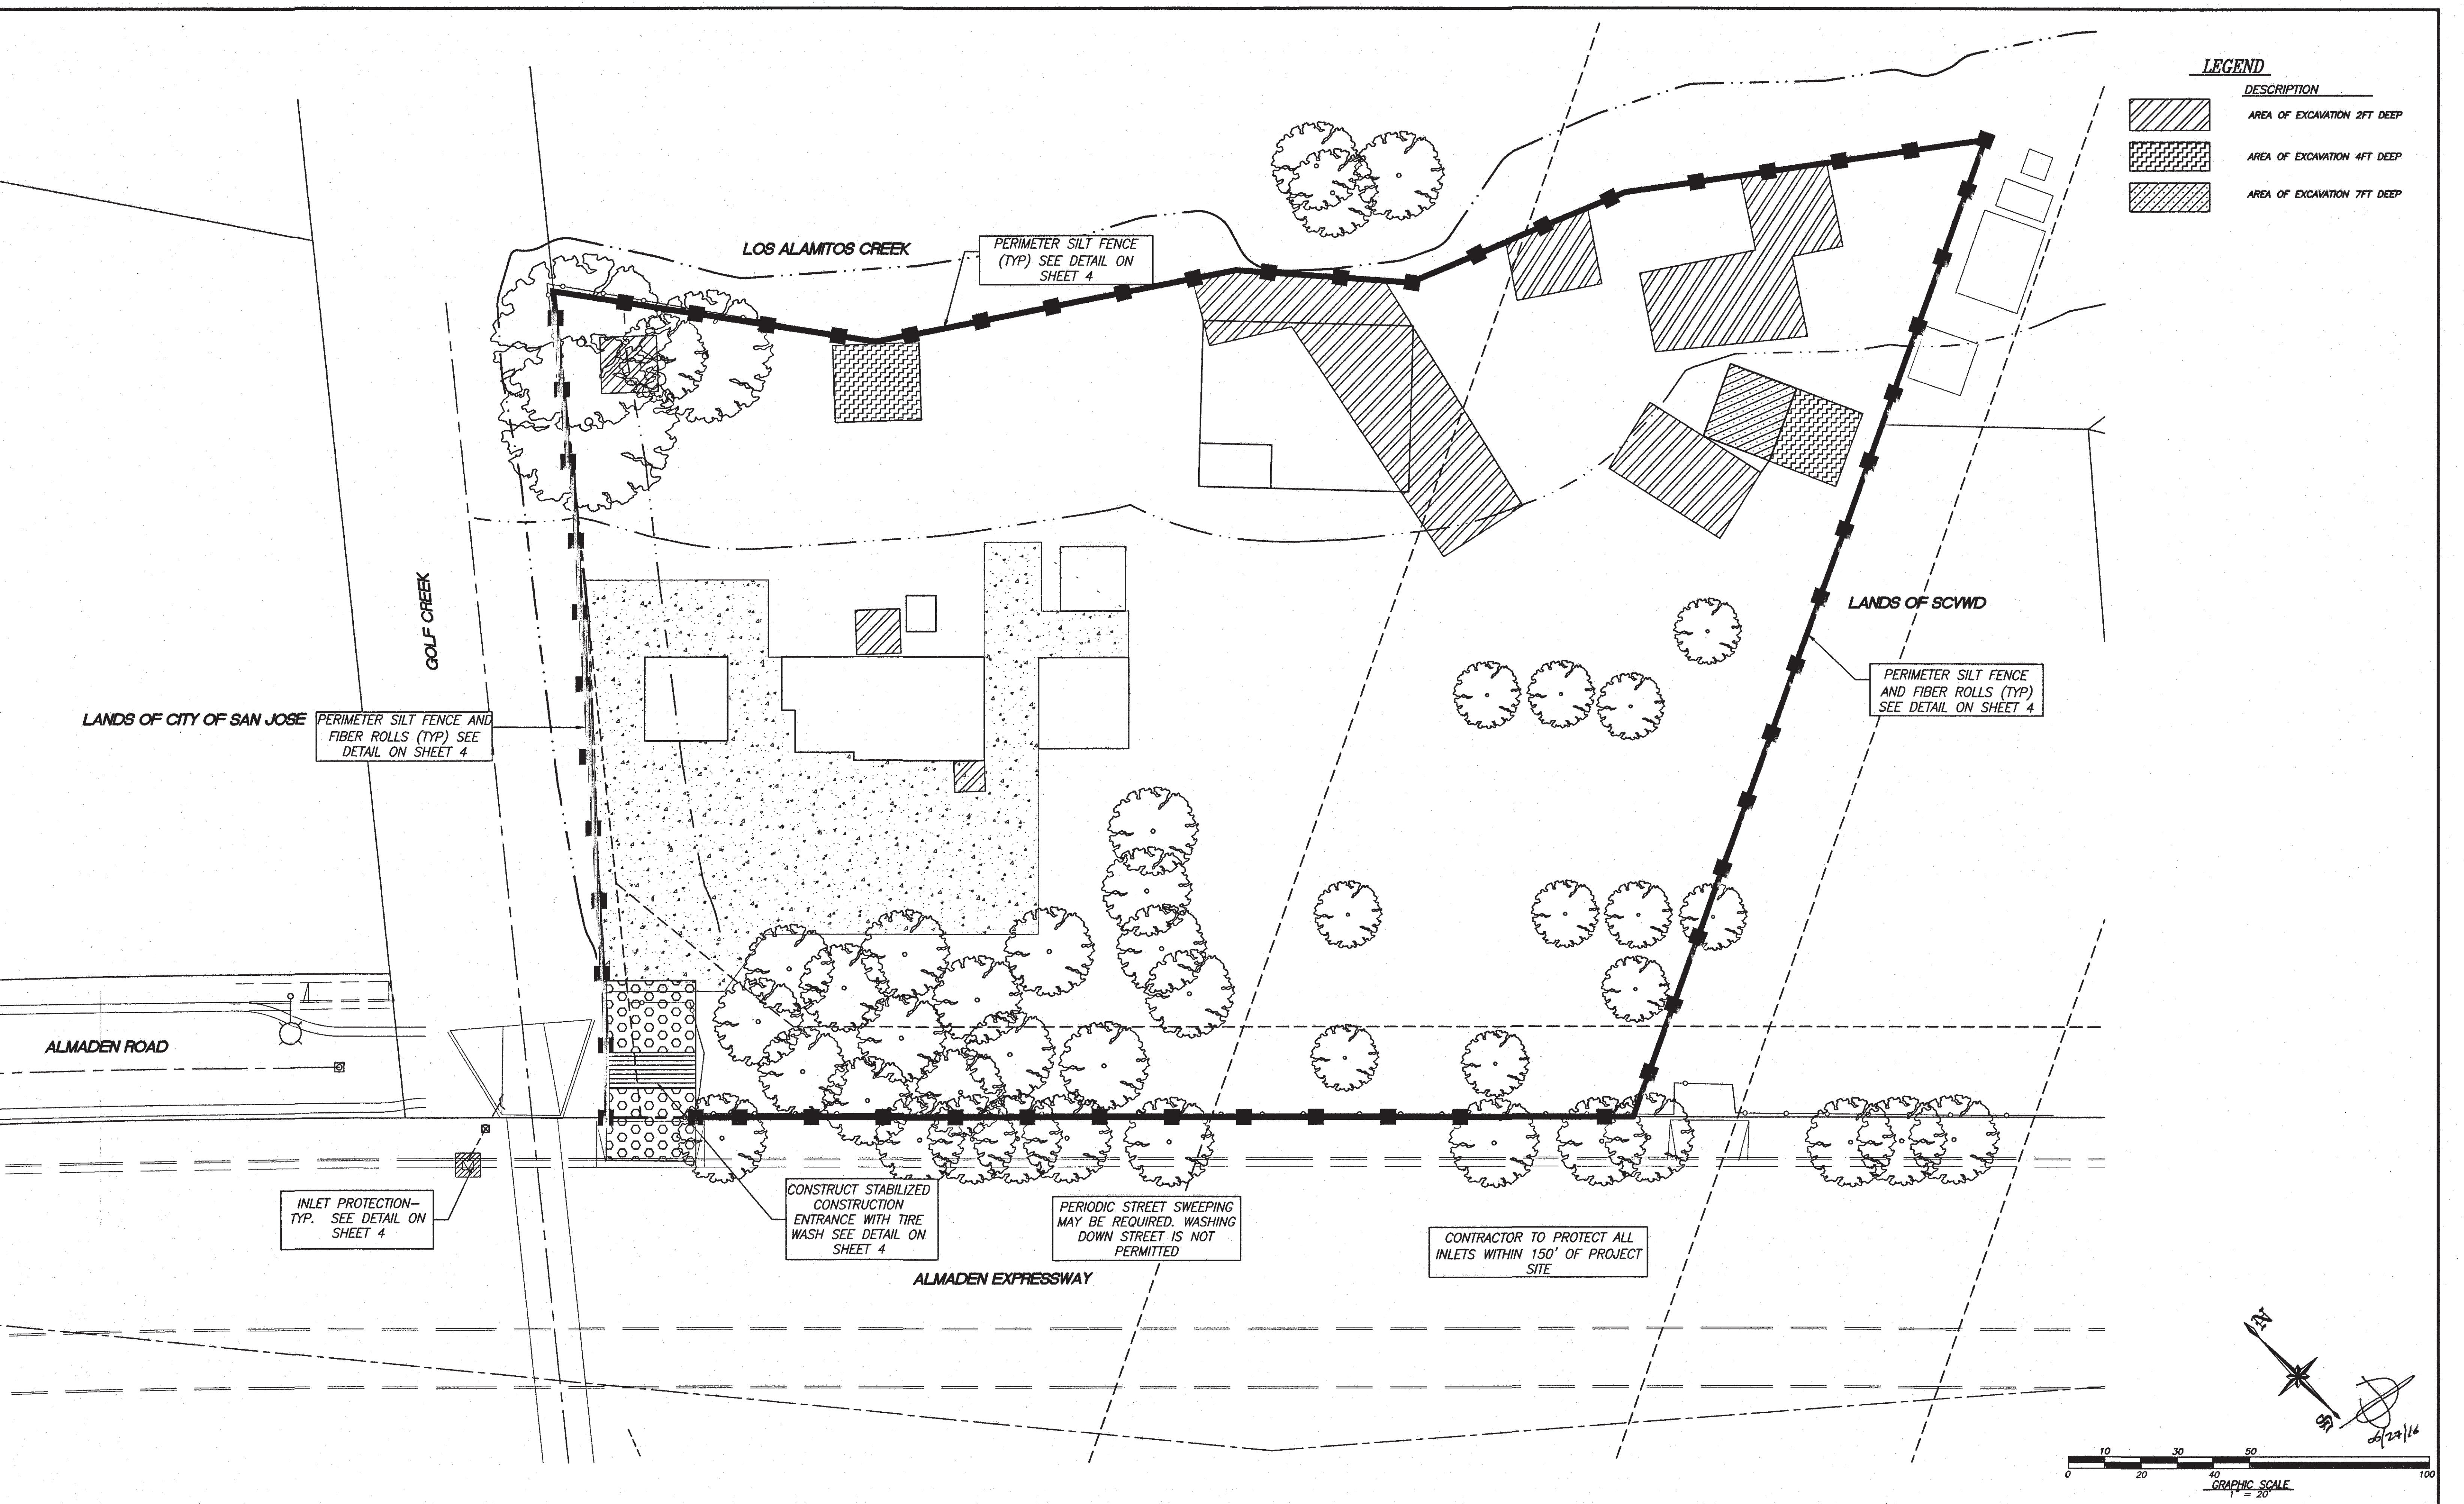 LEGEND
DESCRIPTION
AREA OF EXCAVATION 2FT DEEP
AREA OF EXCAVATION 4FT DEEP
AREA OF EXCAVATION 7FT DEEP
LOS ALAMITOS CREEK
PERIMETER SILT FENCE
(TYP) SEE DETAIL ON
SHEET 4
GOLF CREEK
LANDS OF SCVWD
PERIMETER SILT FENCE
AND FIBER ROLLS (TYP)
SEE DETAIL ON SHEET 4
LANDS OF CITY OF SAN JOSE
PERIMETER SILT FENCE AND
FIBER ROLLS (TYP) SEE
DETAIL ON SHEET 4
ALMADEN ROAD
INLET PROTECTION—
TYP. SEE DETAIL ON
SHEET 4
CONSTRUCT STABILIZED
CONSTRUCTION
ENTRANCE WITH TIRE
WASH SEE DETAIL ON
SHEET 4
PERIODIC STREET SWEEPING
MAY BE REQUIRED. WASHING
DOWN STREET IS NOT
PERMITTED
CONTRACTOR TO PROTECT ALL
INLETS WITHIN 150' OF PROJECT
SITE
ALMADEN EXPRESSWAY
N
S
06/27/16
10 30 50
0 20 40 100
GRAPHIC SCALE
1" = 20'